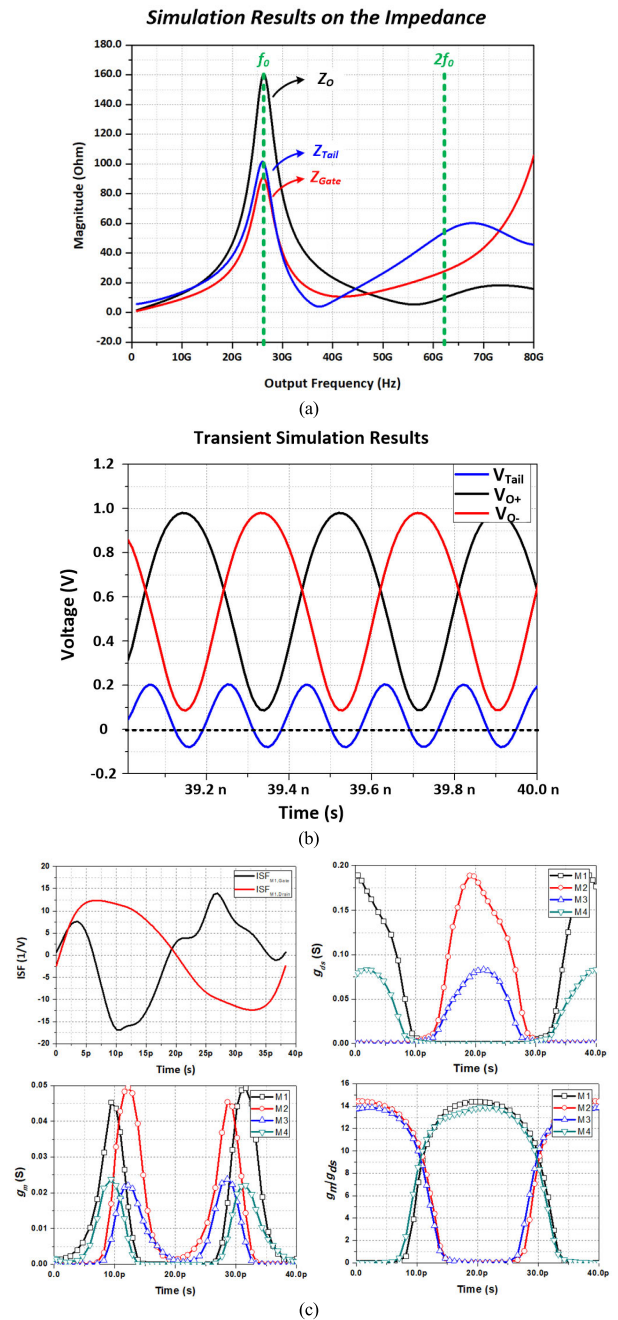 Simulation Results on the Impedance
f0
2f0
180.0m
160.0
140.0
120.0
100.0
80.0
60.0
40.0
20.0
0.0
-20.0
Magnitude (Ohm)
ZO
ZTail
ZGate
0 10G 20G 30G 40G 50G 60G 70G 80G
Output Frequency (Hz)
(a)
Transient Simulation Results
1.2
1.0
0.8
0.6
0.4
0.2
0
-0.2
Voltage (V)
VTail
VO+
VO-
39.2 n 39.4 n 39.6 n 39.8 n 40.0 n
Time (s)
(b)
20
15
10
5
0
-5
-10
-15
-20
ISF (1/V)
ISFM1,Gate
ISFM1,Drain
0 5p 10p 15p 20p 25p 30p 35p 40p
Time (s)
0.20
0.15
0.10
0.05
0.00
gds (S)
M1
M2
M3
M4
0.0 10.0p 20.0p 30.0p 40.0p
Time (s)
0.05
0.04
0.03
0.02
0.01
0.00
gm (S)
M1
M2
M3
M4
0.0 10.0p 20.0p 30.0p 40.0p
Time (s)
16
14
12
10
8
6
4
2
0
gm/gds
M1
M2
M3
M4
0.0 10.0p 20.0p 30.0p 40.0p
Time (s)
(c)